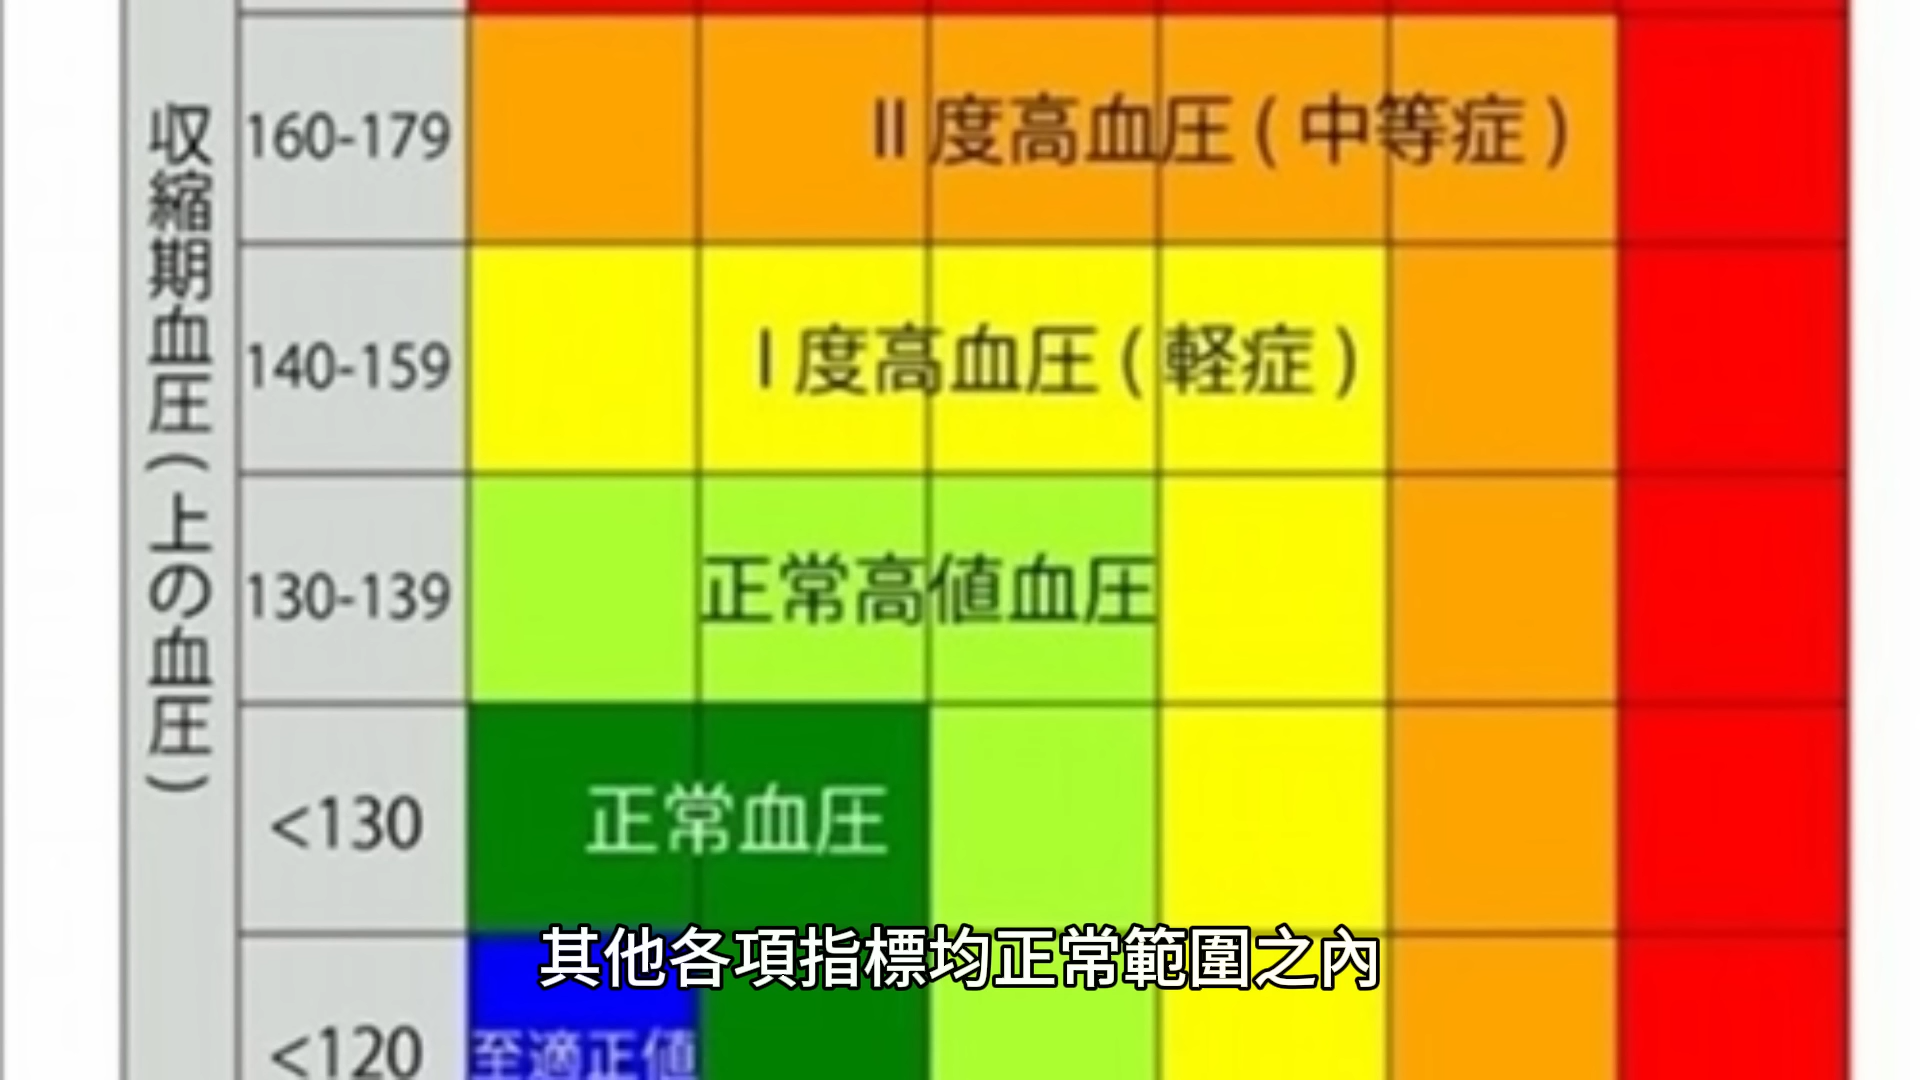 収縮期血圧(上の血圧)
160-179
II度高血圧(中等症)
140-159
I度高血圧(軽症)
130-139
正常高値血圧
<130
正常血圧
<120
至適正値
其他各項指標均正常範圍之內